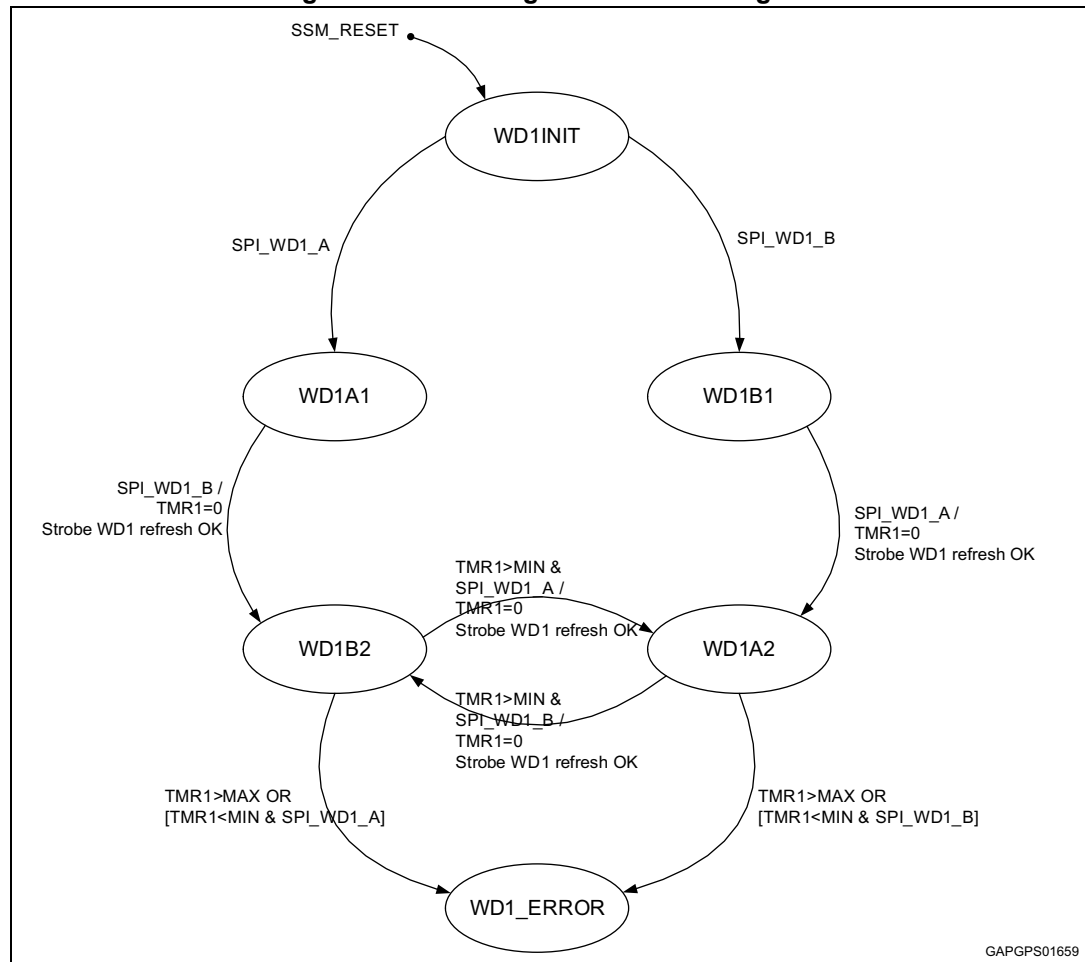 SSM_RESET
WD1INIT
SPI_WD1_A
SPI_WD1_B
WD1A1
WD1B1
SPI_WD1_B /
TMR1=0
Strobe WD1 refresh OK
SPI_WD1_A /
TMR1=0
Strobe WD1 refresh OK
TMR1>MIN &
SPI_WD1_A /
TMR1=0
Strobe WD1 refresh OK
WD1B2
WD1A2
TMR1>MIN &
SPI_WD1_B /
TMR1=0
Strobe WD1 refresh OK
TMR1>MAX OR
[TMR1<MIN & SPI_WD1_A]
TMR1>MAX OR
[TMR1<MIN & SPI_WD1_B]
WD1_ERROR
GAPGPS01659